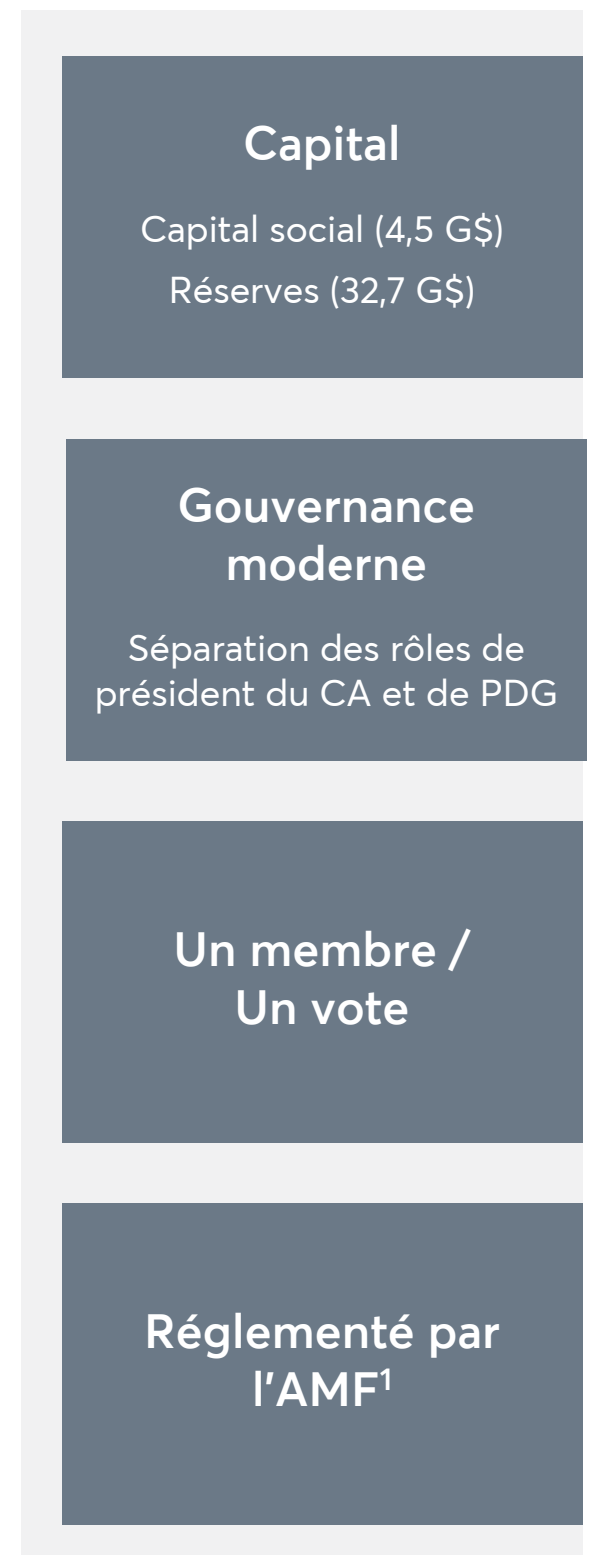 Capital
Capital social (4,5 G$)
Réserves (32,7 G$)
Gouvernance
moderne
Séparation des rôles de
président du CA et de PDG
Un membre /
Un vote
Réglementé par
l’AMF¹